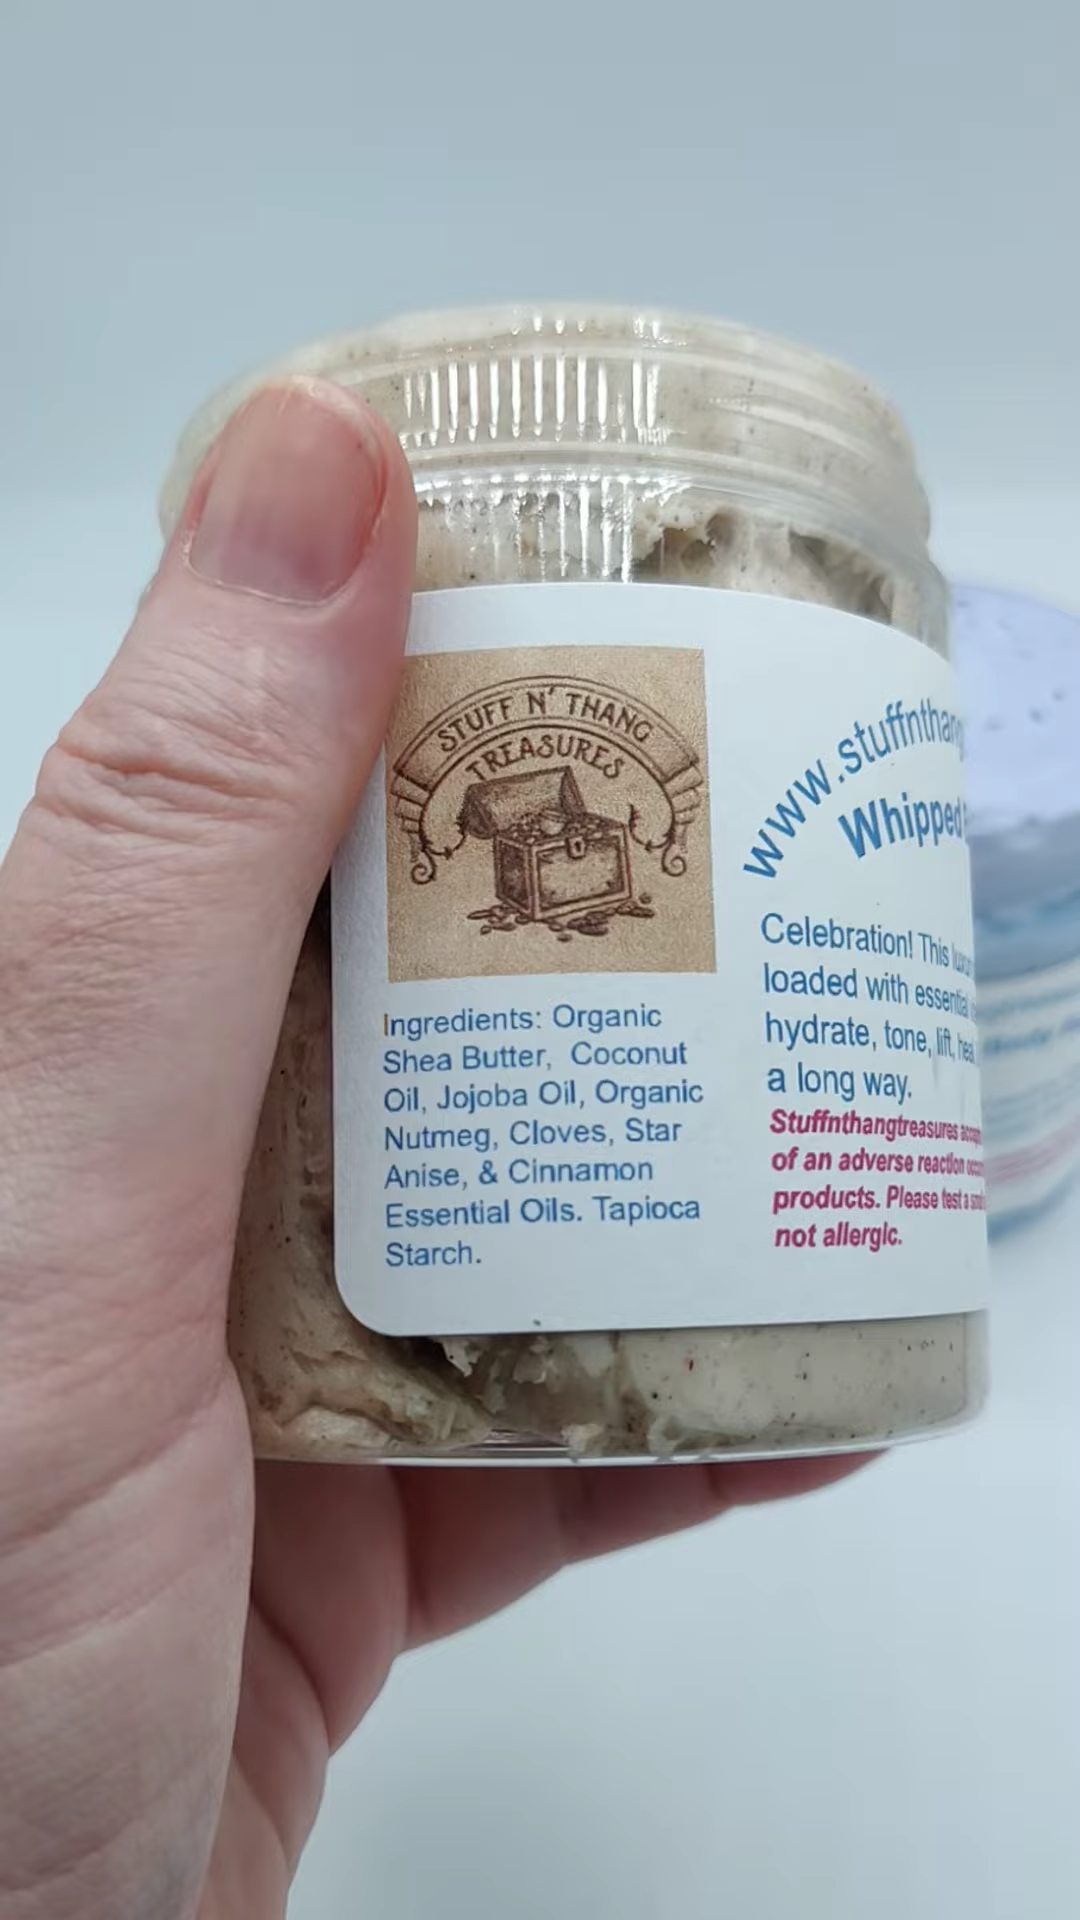 STUFF N' THANG
TREASURES
Ingredients: Organic
Shea Butter, Coconut
Oil, Jojoba Oil, Organic
Nutmeg, Cloves, Star
Anise, & Cinnamon
Essential Oils. Tapioca
Starch.
www.stuffnthang
Whipped
Celebration! This
loaded with essential
hydrate, tone, lift, heal
a long way.
Stuffnthangtreasures
of an adverse reaction
products. Please test a
not allergic.